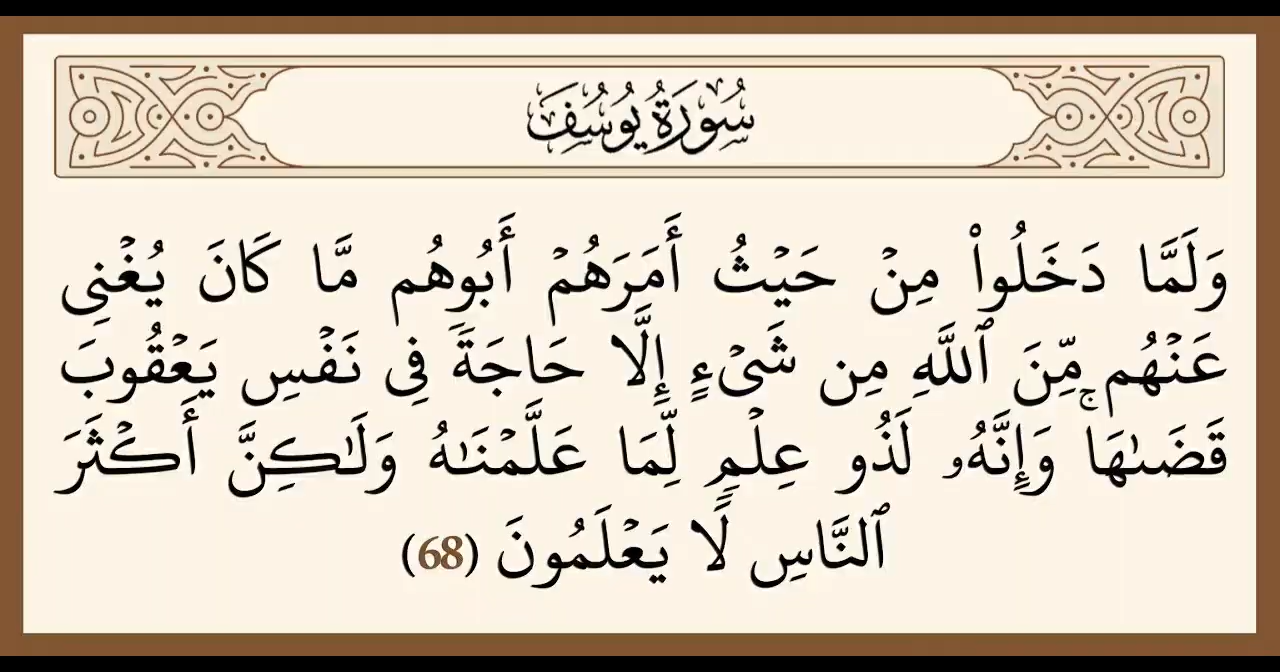 سُورَةُ يُوسُفَ
وَلَمَّا دَخَلُوا۟ مِنْ حَيْثُ أَمَرَهُمْ أَبُوهُم مَّا كَانَ يُغْنِى
عَنْهُم مِّنَ ٱللَّهِ مِن شَىْءٍ إِلَّا حَاجَةً فِى نَفْسِ يَعْقُوبَ
قَضَىٰهَا ۚ وَإِنَّهُۥ لَذُو عِلْمٍ لِّمَا عَلَّمْنَـٰهُ وَلَـٰكِنَّ أَكْثَرَ
ٱلنَّاسِ لَا يَعْلَمُونَ (68)